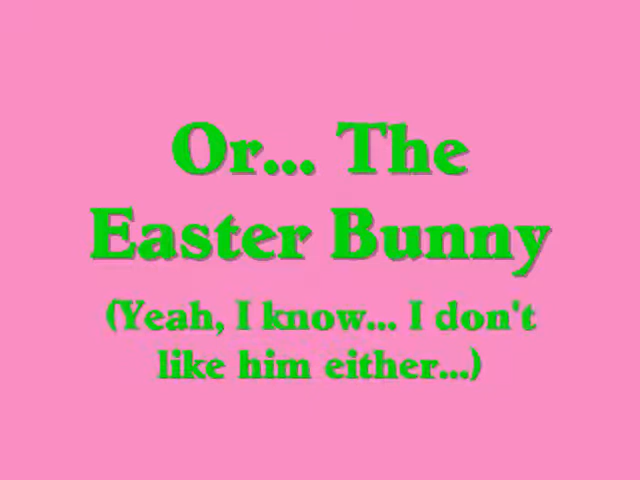 Or... The
Easter Bunny
(Yeah, I know... I don't
like him either...)